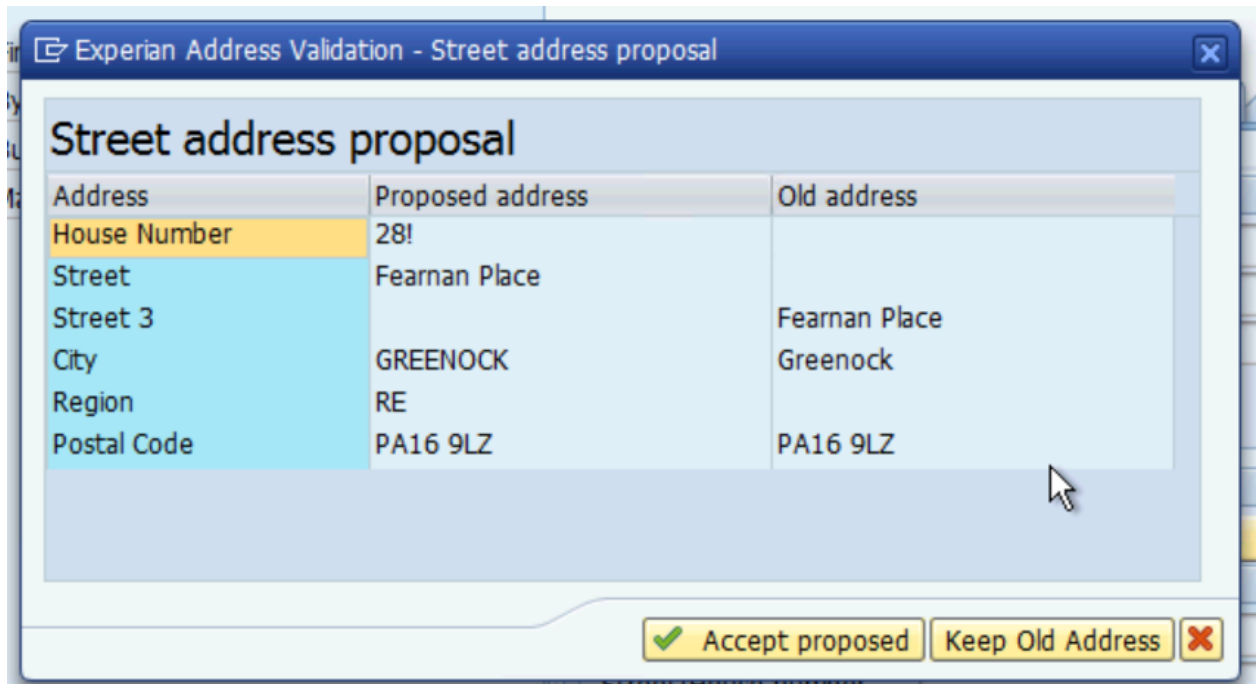 Experian Address Validation - Street address proposal
Street address proposal
Address Proposed address Old address
House Number 28!
Street Fearnan Place
Street 3 Fearnan Place
City GREENOCK Greenock
Region RE
Postal Code PA16 9LZ PA16 9LZ
Accept proposed Keep Old Address